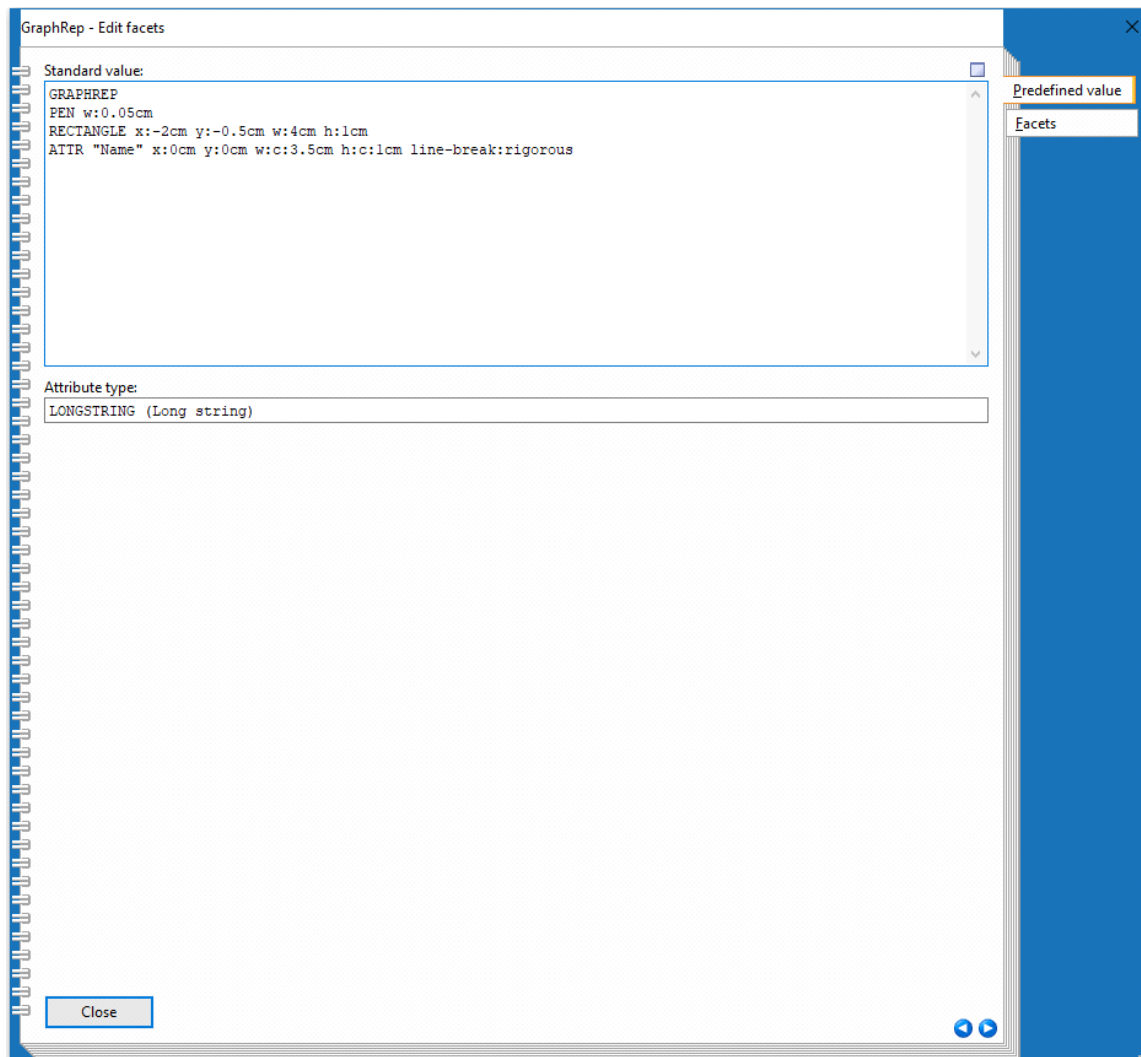 GraphRep - Edit facets
Standard value:
GRAPHREP
PEN w:0.05cm
RECTANGLE x:-2cm y:-0.5cm w:4cm h:1cm
ATTR "Name" x:0cm y:0cm w:c:3.5cm h:c:1cm line-break:rigorous
Predefined value
Facets
Attribute type:
LONGSTRING (Long string)
Close